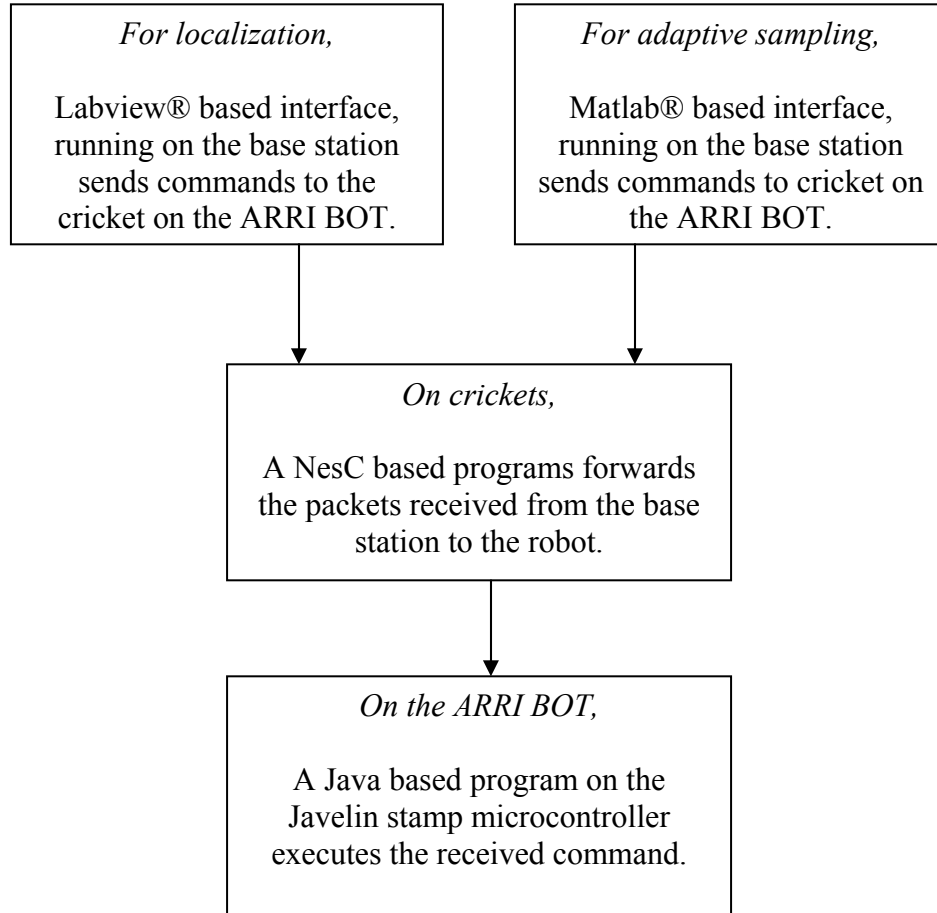 For localization,
Labview® based interface,
running on the base station
sends commands to the
cricket on the ARRI BOT.
For adaptive sampling,
Matlab® based interface,
running on the base station
sends commands to cricket on
the ARRI BOT.
On crickets,
A NesC based programs forwards
the packets received from the base
station to the robot.
On the ARRI BOT,
A Java based program on the
Javelin stamp microcontroller
executes the received command.